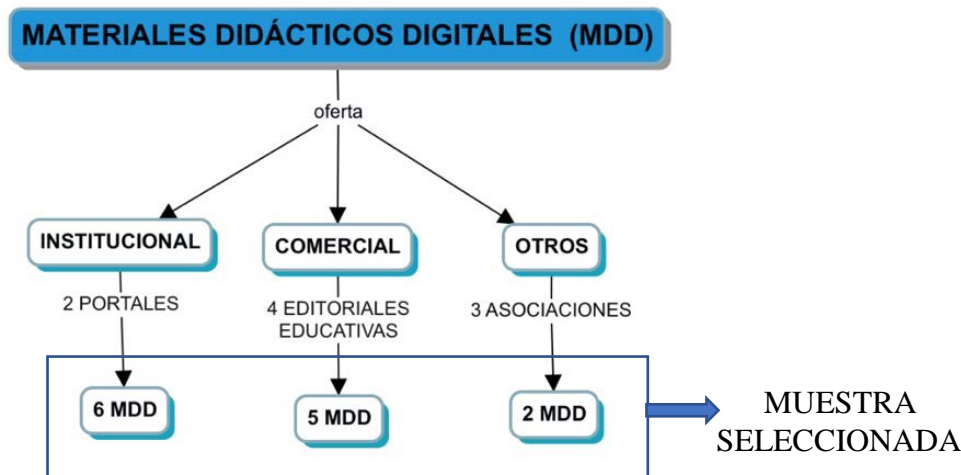 MATERIALES DIDÁCTICOS DIGITALES (MDD)
oferta
INSTITUCIONAL
COMERCIAL
OTROS
2 PORTALES
4 EDITORIALES
EDUCATIVAS
3 ASOCIACIONES
6 MDD
5 MDD
2 MDD
MUESTRA
SELECCIONADA